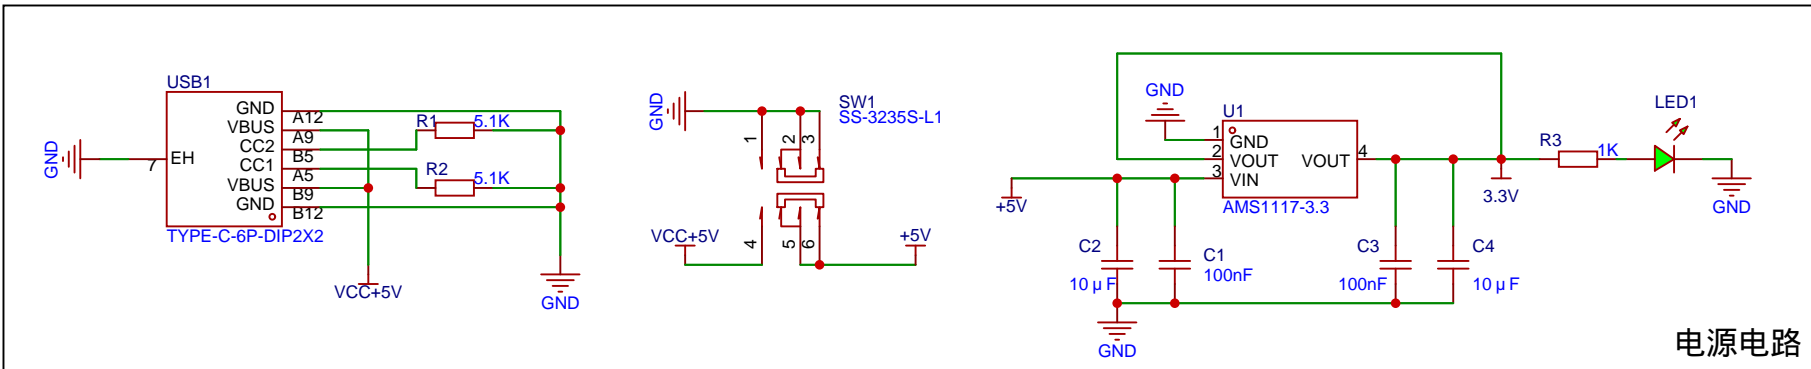 USB1
GND
A12
VBUS
A9
CC2
B5
CC1
A5
VBUS
B9
GND
B12
7
EH
GND
TYPE-C-6P-DIP2X2
R1
5.1K
R2
5.1K
VCC+5V
GND
GND
SW1
SS-3235S-L1
1
2
3
4
5
6
VCC+5V
+5V
GND
U1
1
GND
2
VOUT
3
VIN
VOUT
4
AMS1117-3.3
+5V
C2
10µF
C1
100nF
C3
100nF
C4
10µF
GND
3.3V
R3
1K
LED1
GND
电源电路